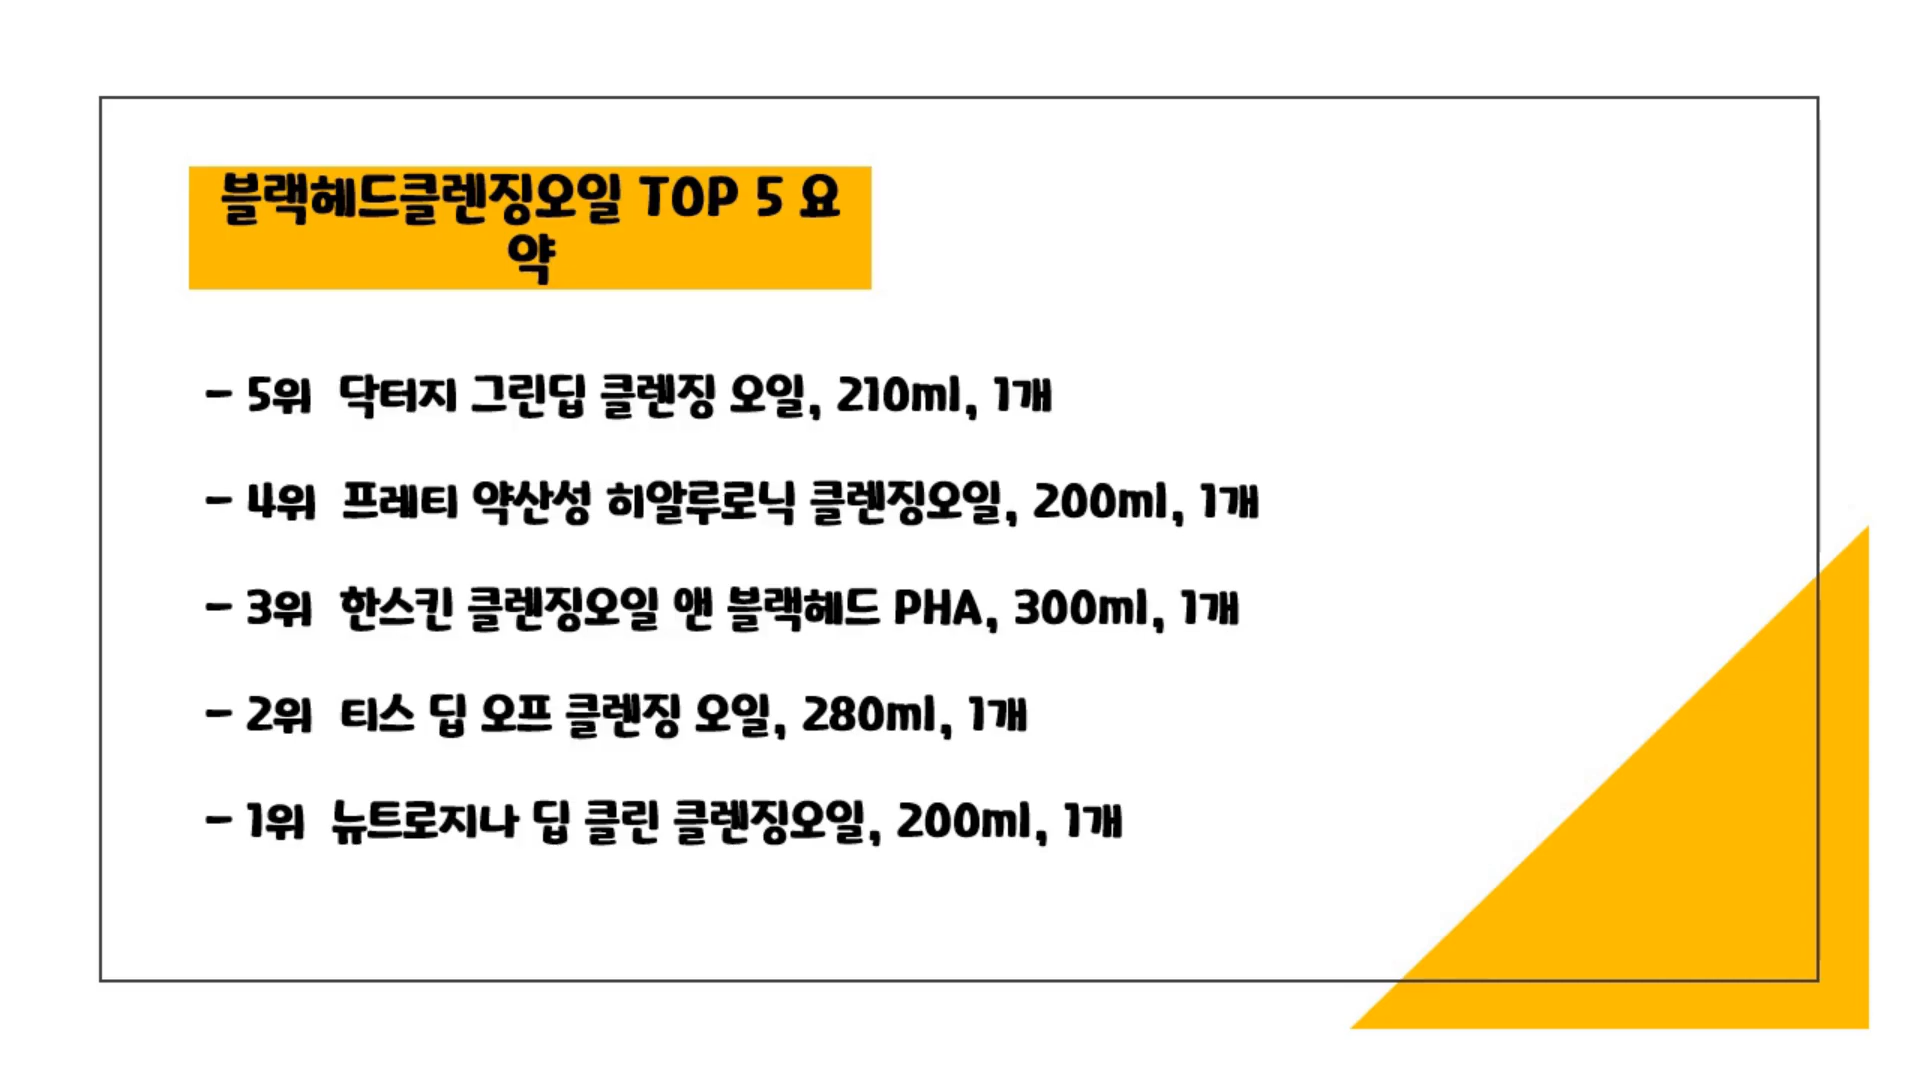 블랙헤드클렌징오일 TOP 5 요
약
- 5위 닥터지 그린딥 클렌징 오일, 210ml, 1개
- 4위 프레티 약산성 히알루로닉 클렌징오일, 200ml, 1개
- 3위 한스킨 클렌징오일 앤 블랙헤드 PHA, 300ml, 1개
- 2위 티스 딥 오프 클렌징 오일, 280ml, 1개
- 1위 뉴트로지나 딥 클린 클렌징오일, 200ml, 1개